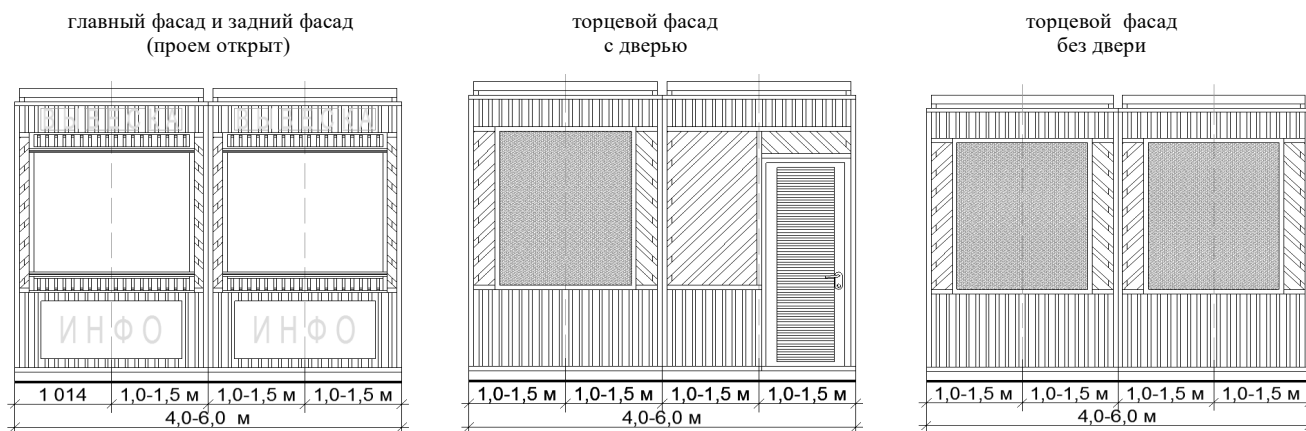 главный фасад и задний фасад
(проем открыт)
торцевой фасад
с дверью
торцевой фасад
без двери
ВЫВЕСКА ВЫВЕСКА
ИНФО ИНФО
1 014 1,0-1,5 м 1,0-1,5 м 1,0-1,5 м
4,0-6,0 м
1,0-1,5 м 1,0-1,5 м 1,0-1,5 м 1,0-1,5 м
4,0-6,0 м
1,0-1,5 м 1,0-1,5 м 1,0-1,5 м 1,0-1,5 м
4,0-6,0 м